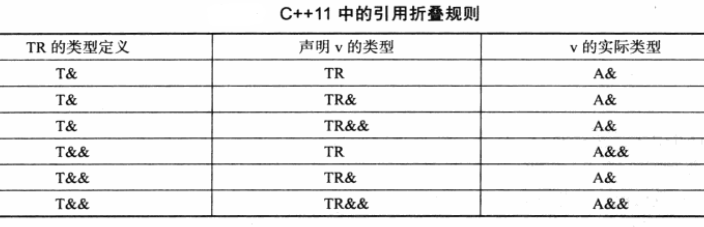 C++11 中的引用折叠规则
TR 的类型定义 声明 v 的类型 v 的实际类型
T& TR A&
T& TR& A&
T& TR&& A&
T&& TR A&&
T&& TR& A&
T&& TR&& A&&